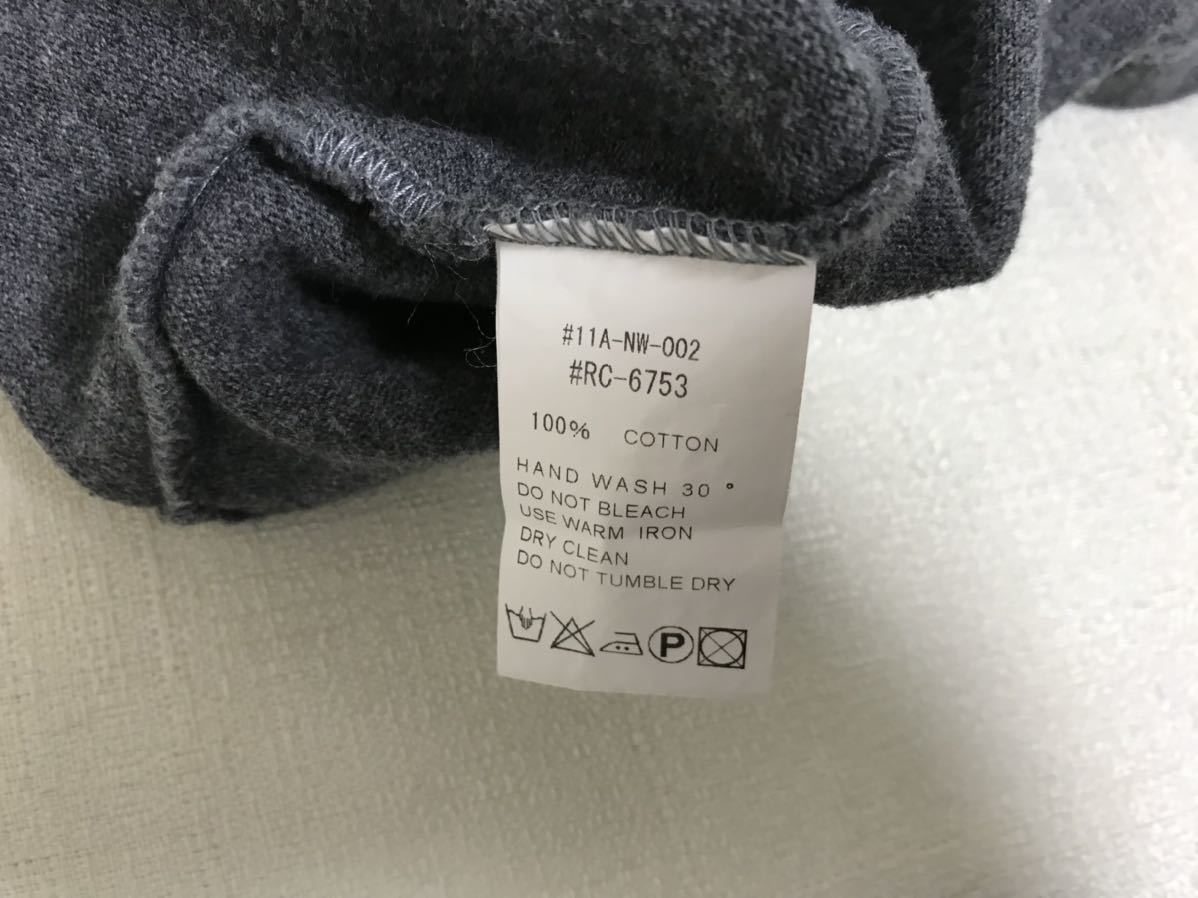 #11A-NW-002
#RC-6753
100% COTTON
HAND WASH 30 °
DO NOT BLEACH
USE WARM IRON
DRY CLEAN
DO NOT TUMBLE DRY
P